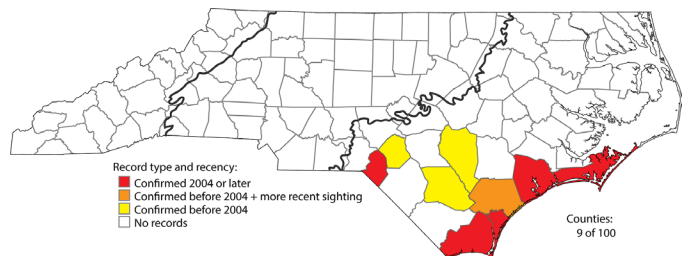 Record type and recency:
Confirmed 2004 or later
Confirmed before 2004 + more recent sighting
Confirmed before 2004
No records
Counties:
9 of 100